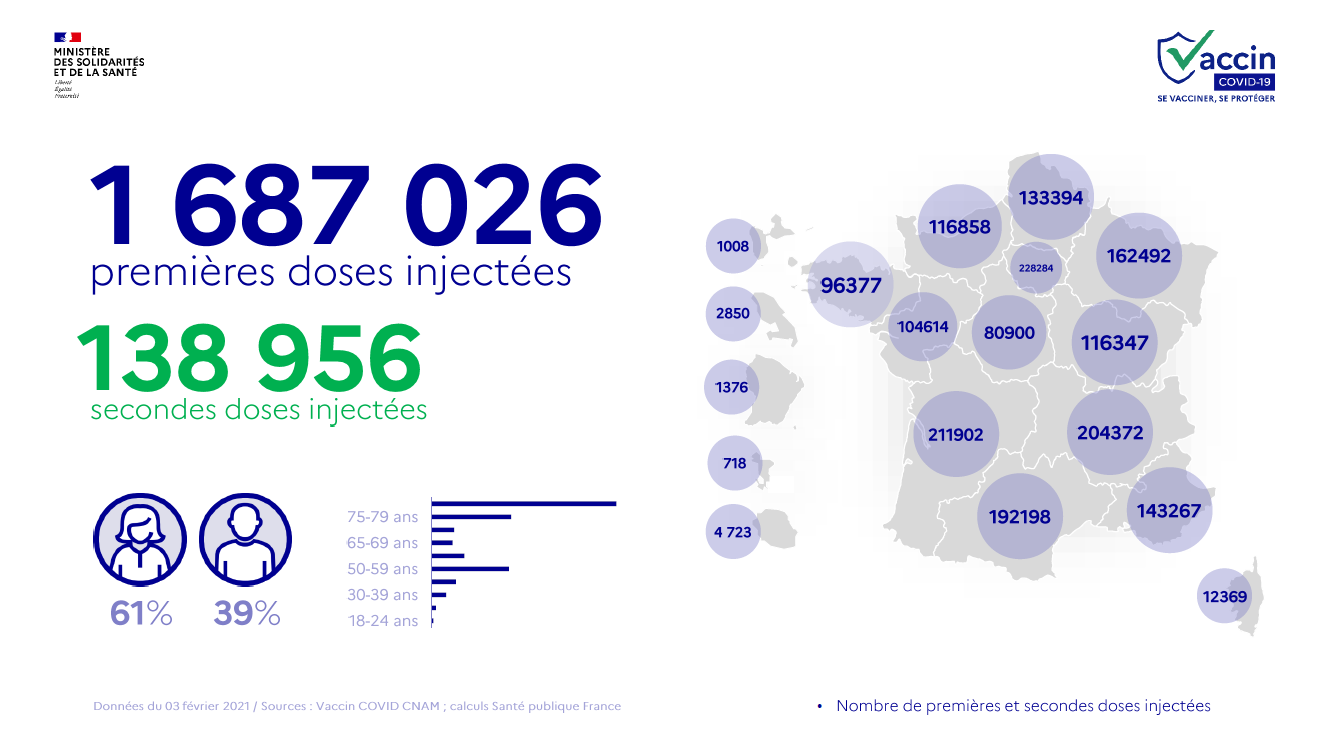 MINISTÈRE
DES SOLIDARITÉS
ET DE LA SANTÉ
Liberté
Égalité
Fraternité
Vaccin
COVID-19
SE VACCINER, SE PROTÉGER
1 687 026
premières doses injectées
138 956
secondes doses injectées
61%
39%
75-79 ans
65-69 ans
50-59 ans
30-39 ans
18-24 ans
133394
116858
1008
162492
228284
96377
2850
104614
80900
116347
1376
211902
204372
718
192198
143267
4 723
12369
Données du 03 février 2021 / Sources : Vaccin COVID CNAM ; calculs Santé publique France
• Nombre de premières et secondes doses injectées